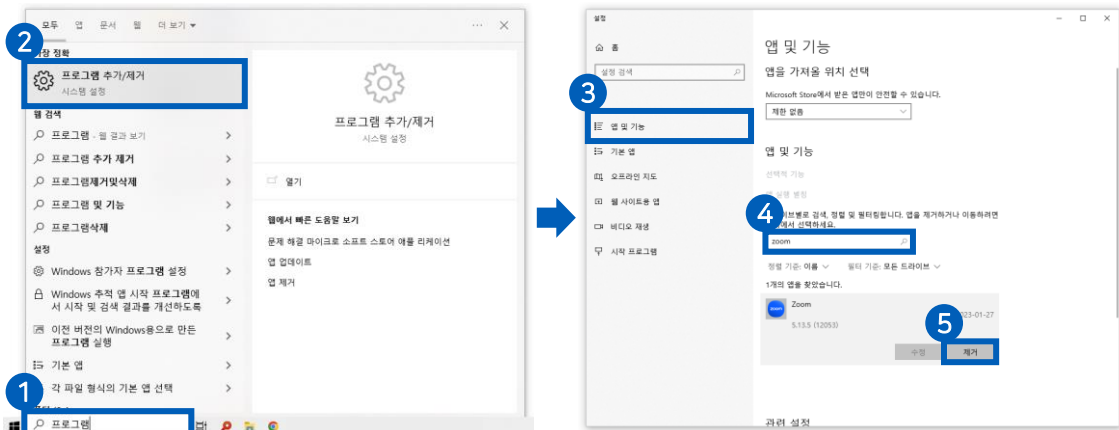 모두 앱 문서 웹 더 보기
정확
프로그램 추가/제거
시스템 설정
웹 검색
프로그램 - 웹 결과 보기
프로그램 추가 제거
프로그램제거및삭제
프로그램 및 기능
프로그램삭제
설정
Windows 참가자 프로그램 설정
Windows 추적 앱 시작 프로그램에
서 시작 및 검색 결과를 개선하도록
이전 버전의 Windows용으로 만든
프로그램 실행
기본 앱
각 파일 형식의 기본 앱 선택
프로그램
1
2
프로그램 추가/제거
시스템 설정
열기
웹에서 빠른 도움말 보기
문제 해결 마이크로 소프트 스토어 애플 리케이션
앱 업데이트
앱 제거
설정
홈
설정 검색
3
앱 및 기능
기본 앱
오프라인 지도
웹 사이트용 앱
비디오 재생
시작 프로그램
앱 및 기능
앱을 가져올 위치 선택
Microsoft Store에서 받은 앱만이 안전할 수 있습니다.
제한 없음
앱 및 기능
선택적 기능
앱 실행 별칭
4
검색, 정렬 및 필터링합니다. 앱을 제거하거나 이동하려면
선택하세요.
zoom
정렬 기준: 이름 필터 기준: 모든 드라이브
1개의 앱을 찾았습니다.
zoom
Zoom
5.13.5 (12053)
023-01-27
5
수정 제거
관련 설정